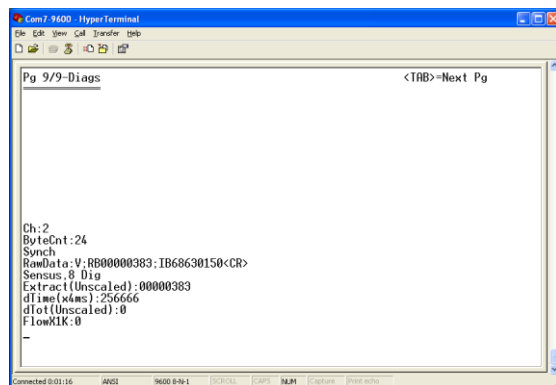 Com7-9600 - HyperTerminal
File Edit View Call Transfer Help
Pg 9/9-Diags <TAB>=Next Pg
Ch:2
ByteCnt:24
Synch
RawData:V;RB00000383;IB68630150<CR>
Sensus,8 Dig
Extract(Unscaled):00000383
dTime(x4ms):256666
dTot(Unscaled):0
FlowX1K:0
Connected 0:01:16 ANSI 9600 8-N-1 SCROLL CAPS NUM Capture Print echo